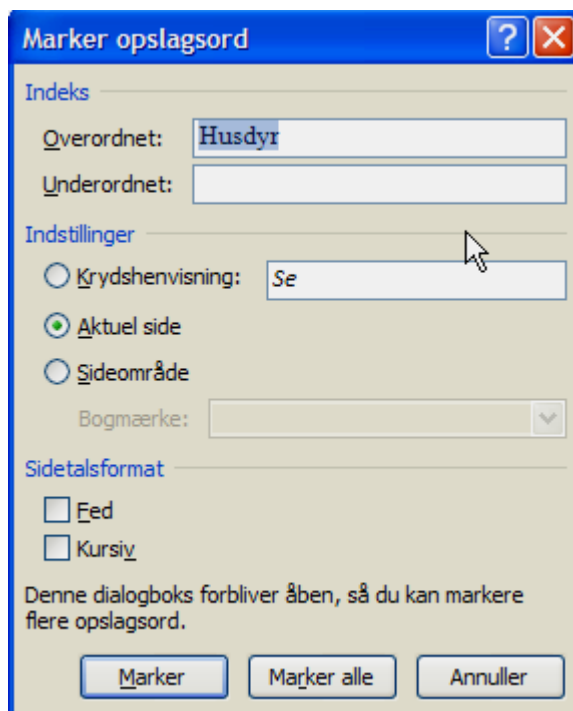 Marker opslagsord
Indeks
Overordnet: Husdyr
Underordnet:
Indstillinger
Krydshenvisning: Se
Aktuel side
Sideområde
Bogmærke:
Sidetalsformat
Fed
Kursiv
Denne dialogboks forbliver åben, så du kan markere
flere opslagsord.
Marker Marker alle Annuller